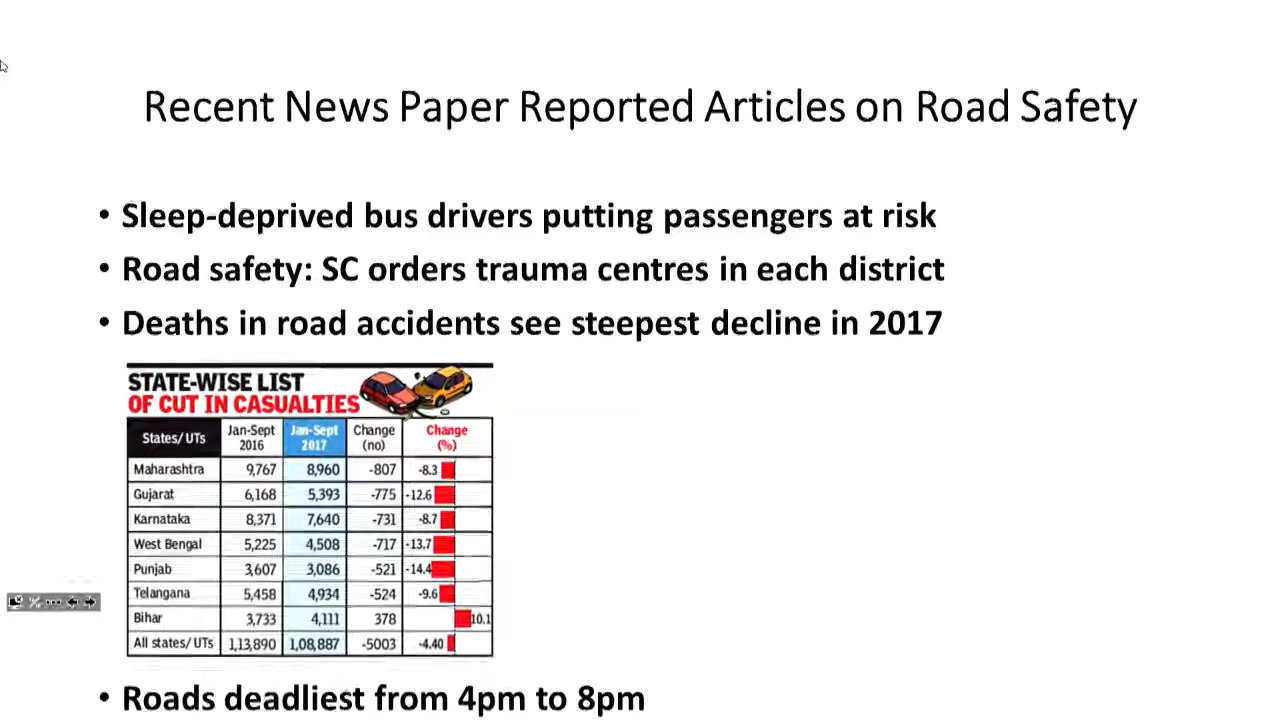 Recent News Paper Reported Articles on Road Safety
• Sleep-deprived bus drivers putting passengers at risk
• Road safety: SC orders trauma centres in each district
• Deaths in road accidents see steepest decline in 2017
STATE-WISE LIST
OF CUT IN CASUALTIES
States/UTs Jan-Sept 2016 Jan-Sept 2017 Change (no) Change (%)
Maharashtra 9,767 8,960 -807 -8.3
Gujarat 6,168 5,393 -775 -12.6
Karnataka 8,371 7,640 -731 -8.7
West Bengal 5,225 4,508 -717 -13.7
Punjab 3,607 3,086 -521 -14.4
Telangana 5,458 4,934 -524 -9.6
Bihar 3,733 4,111 378 10.1
All states/UTs 1,13,890 1,08,887 -5003 -4.40
• Roads deadliest from 4pm to 8pm